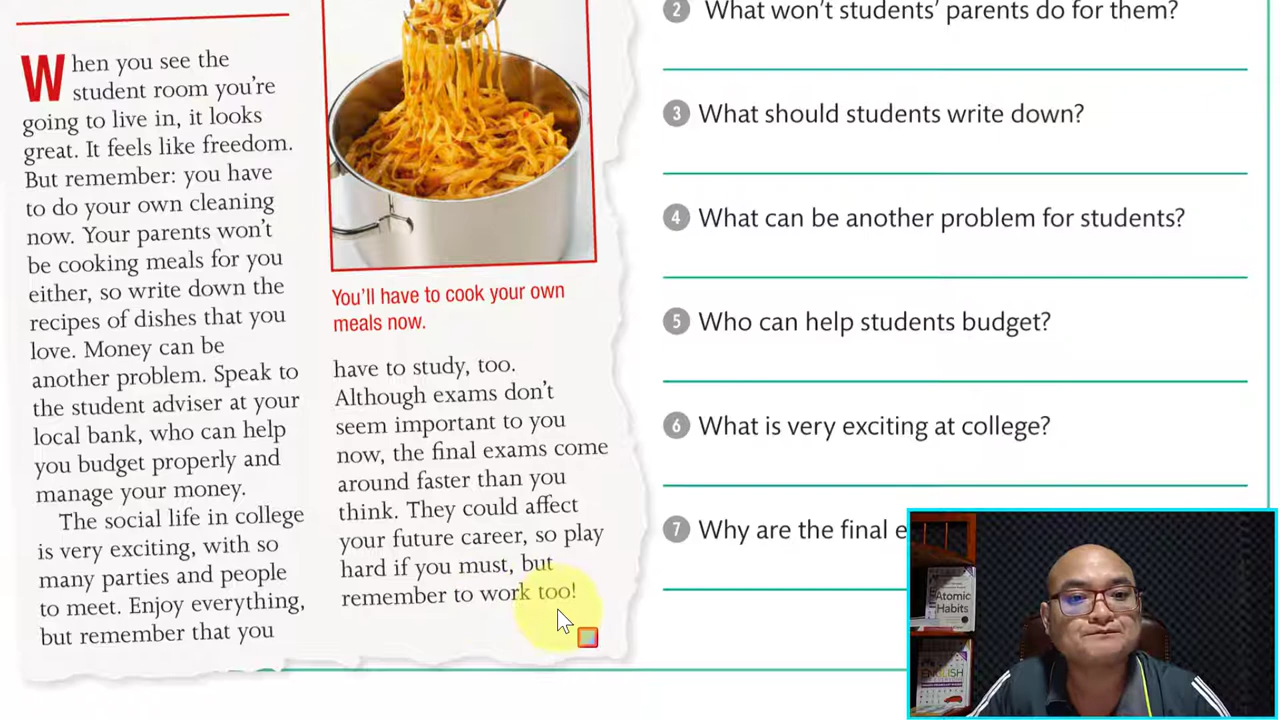 When you see the
student room you're
going to live in, it looks
great. It feels like freedom.
But remember: you have
to do your own cleaning
now. Your parents won't
be cooking meals for you
either, so write down the
recipes of dishes that you
love. Money can be
another problem. Speak to
the student adviser at your
local bank, who can help
you budget properly and
manage your money.
The social life in college
is very exciting, with so
many parties and people
to meet. Enjoy everything,
but remember that you
You'll have to cook your own
meals now.
have to study, too.
Although exams don't
seem important to you
now, the final exams come
around faster than you
think. They could affect
your future career, so play
hard if you must, but
remember to work too!
2 What won't students' parents do for them?
3 What should students write down?
4 What can be another problem for students?
5 Who can help students budget?
6 What is very exciting at college?
7 Why are the final e
Atomic
Habits
ENGLISH